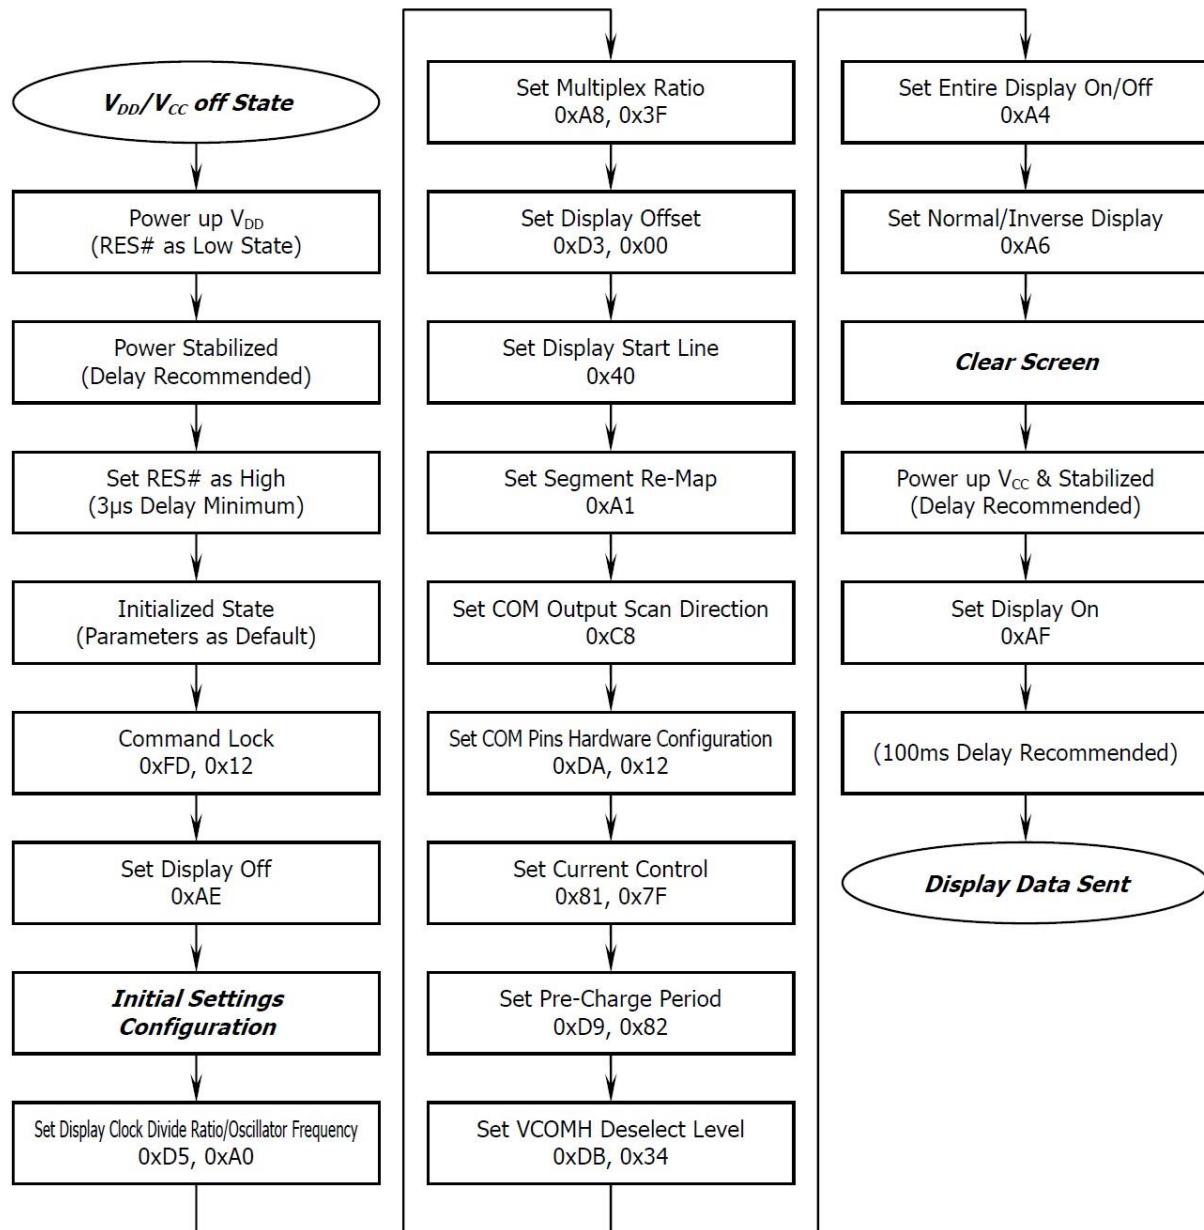 V_DD/V_CC off State
Power up V_DD
(RES# as Low State)
Power Stabilized
(Delay Recommended)
Set RES# as High
(3μs Delay Minimum)
Initialized State
(Parameters as Default)
Command Lock
0xFD, 0x12
Set Display Off
0xAE
Initial Settings
Configuration
Set Display Clock Divide Ratio/Oscillator Frequency
0xD5, 0xA0
Set Multiplex Ratio
0xA8, 0x3F
Set Display Offset
0xD3, 0x00
Set Display Start Line
0x40
Set Segment Re-Map
0xA1
Set COM Output Scan Direction
0xC8
Set COM Pins Hardware Configuration
0xDA, 0x12
Set Current Control
0x81, 0x7F
Set Pre-Charge Period
0xD9, 0x82
Set VCOMH Deselect Level
0xDB, 0x34
Set Entire Display On/Off
0xA4
Set Normal/Inverse Display
0xA6
Clear Screen
Power up V_CC & Stabilized
(Delay Recommended)
Set Display On
0xAF
(100ms Delay Recommended)
Display Data Sent